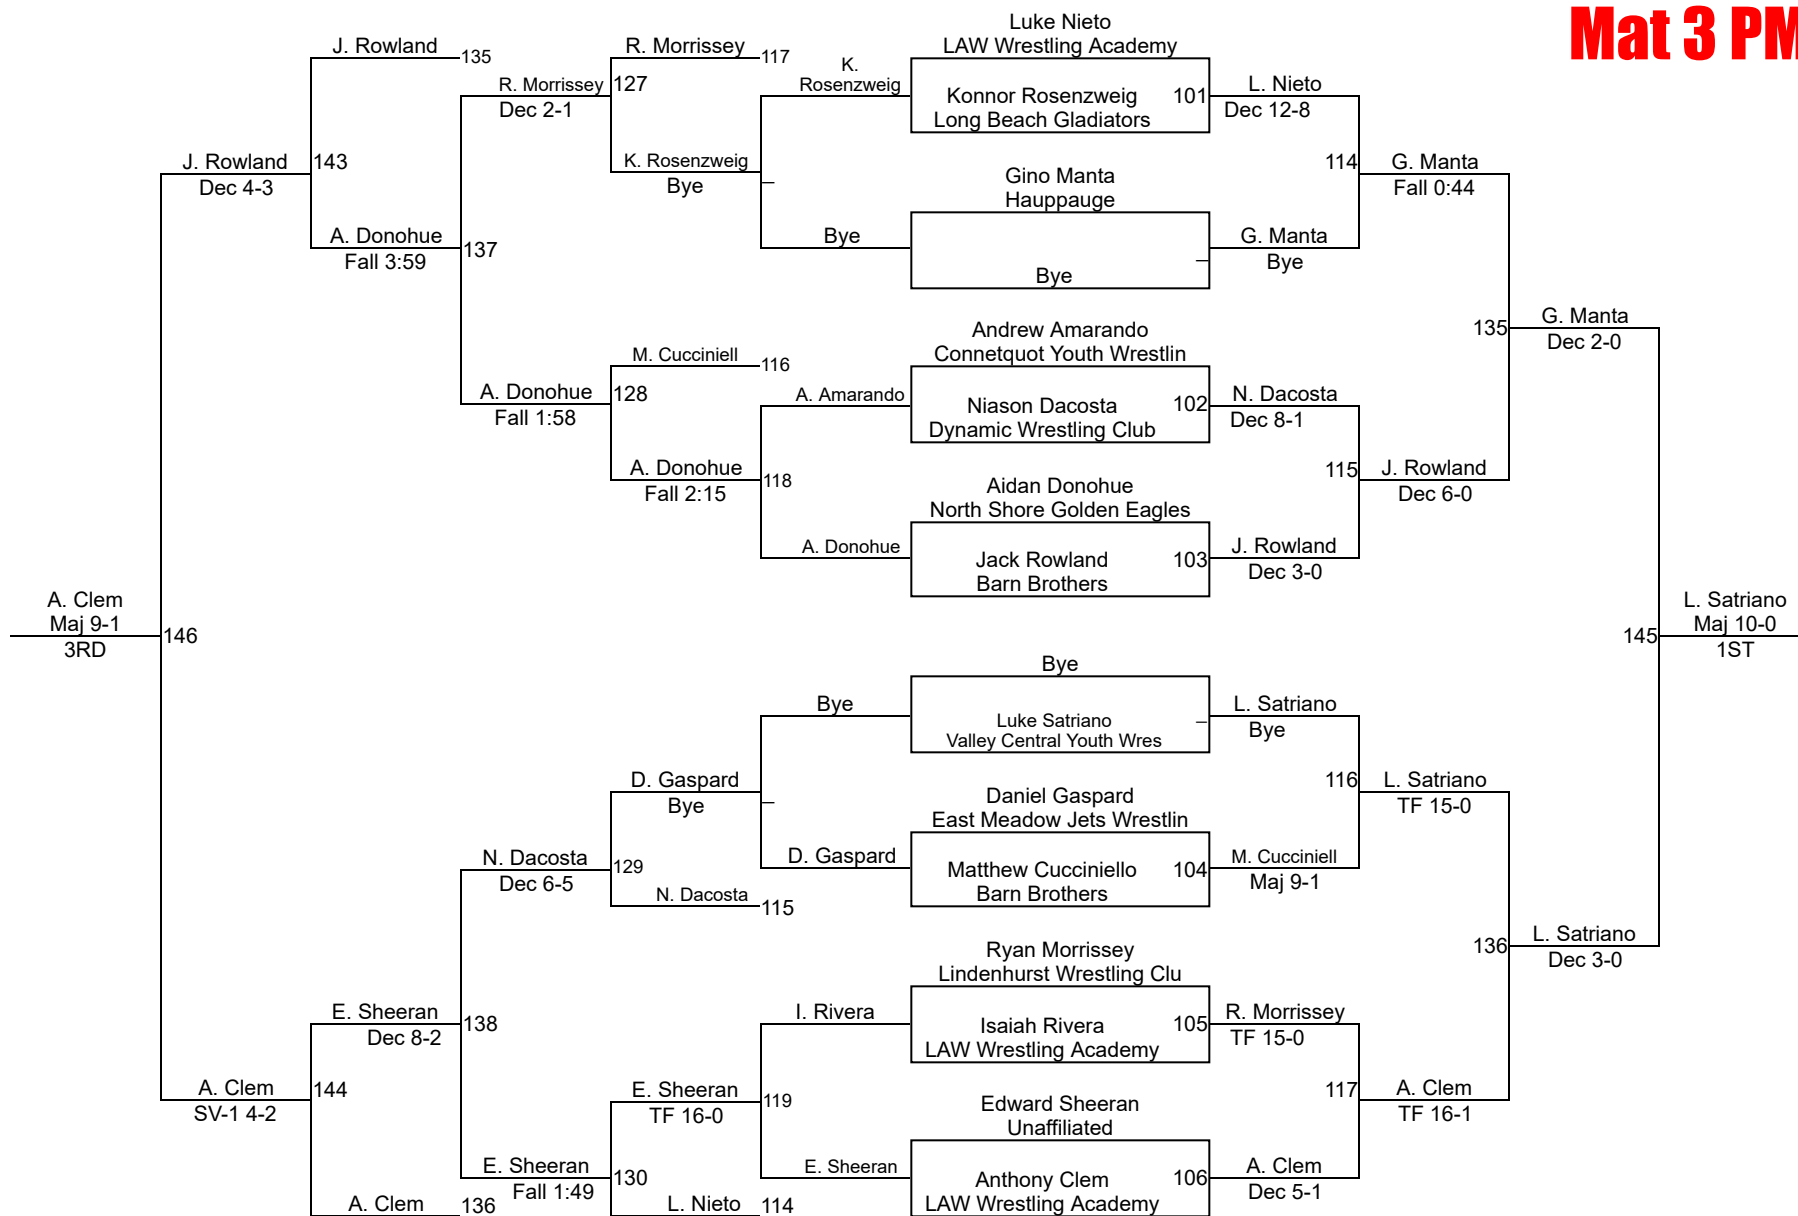 Mat 3 PM
Luke Nieto
LAW Wrestling Academy
Konnor Rosenzweig
Long Beach Gladiators
101
L. Nieto
Dec 12-8
Gino Manta
Hauppauge
Bye
G. Manta
Bye
114
G. Manta
Fall 0:44
Andrew Amarando
Connetquot Youth Wrestlin
Niason Dacosta
Dynamic Wrestling Club
102
N. Dacosta
Dec 8-1
Aidan Donohue
North Shore Golden Eagles
Jack Rowland
Barn Brothers
103
J. Rowland
Dec 3-0
115
J. Rowland
Dec 6-0
135
G. Manta
Dec 2-0
Bye
Luke Satriano
Valley Central Youth Wres
L. Satriano
Bye
Daniel Gaspard
East Meadow Jets Wrestlin
Matthew Cucciniello
Barn Brothers
104
M. Cucciniell
Maj 9-1
116
L. Satriano
TF 15-0
Ryan Morrissey
Lindenhurst Wrestling Clu
Isaiah Rivera
LAW Wrestling Academy
105
R. Morrissey
TF 15-0
Edward Sheeran
Unaffiliated
Anthony Clem
LAW Wrestling Academy
106
A. Clem
Dec 5-1
117
A. Clem
TF 16-1
136
L. Satriano
Dec 3-0
145
L. Satriano
Maj 10-0
1ST
K.
Rosenzweig
Bye
K. Rosenzweig
Bye
R. Morrissey
117
127
R. Morrissey
Dec 2-1
A. Amarando
A. Donohue
118
A. Donohue
Fall 2:15
M. Cucciniell
116
128
A. Donohue
Fall 1:58
137
A. Donohue
Fall 3:59
J. Rowland
135
143
J. Rowland
Dec 4-3
Bye
D. Gaspard
D. Gaspard
Bye
N. Dacosta
115
129
N. Dacosta
Dec 6-5
I. Rivera
E. Sheeran
119
E. Sheeran
TF 16-0
L. Nieto
114
130
E. Sheeran
Fall 1:49
138
E. Sheeran
Dec 8-2
A. Clem
136
144
A. Clem
SV-1 4-2
146
A. Clem
Maj 9-1
3RD